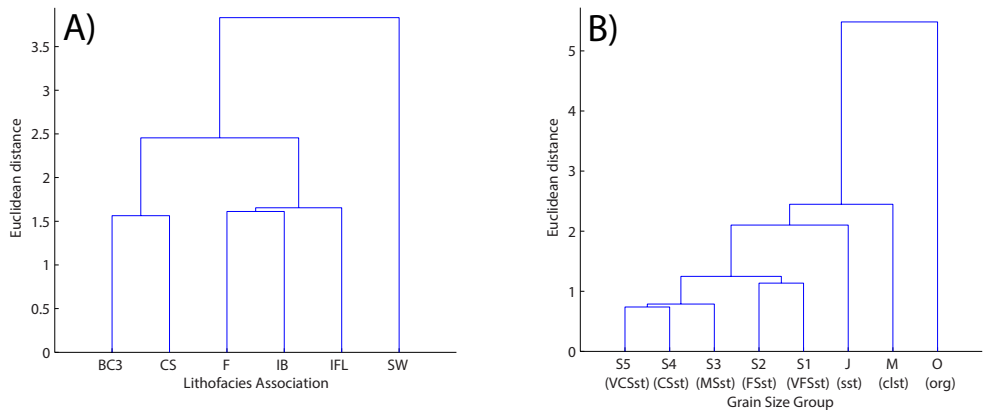 A)
Euclidean distance
3.5
3
2.5
2
1.5
1
0.5
0
BC3 CS F IB IFL SW
Lithofacies Association
B)
Euclidean distance
5
4
3
2
1
0
S5 S4 S3 S2 S1 J M O
(VCSst) (CSst) (MSst) (FSst) (VFSst) (sst) (clst) (org)
Grain Size Group